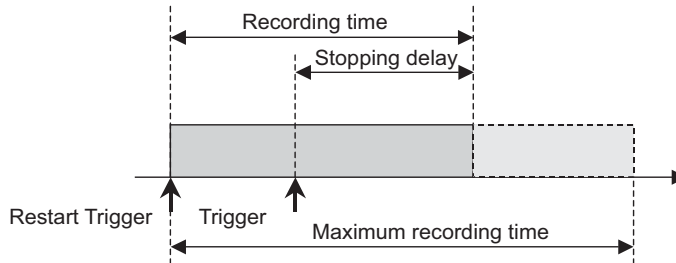 Recording time
Stopping delay
Restart Trigger
Trigger
Maximum recording time